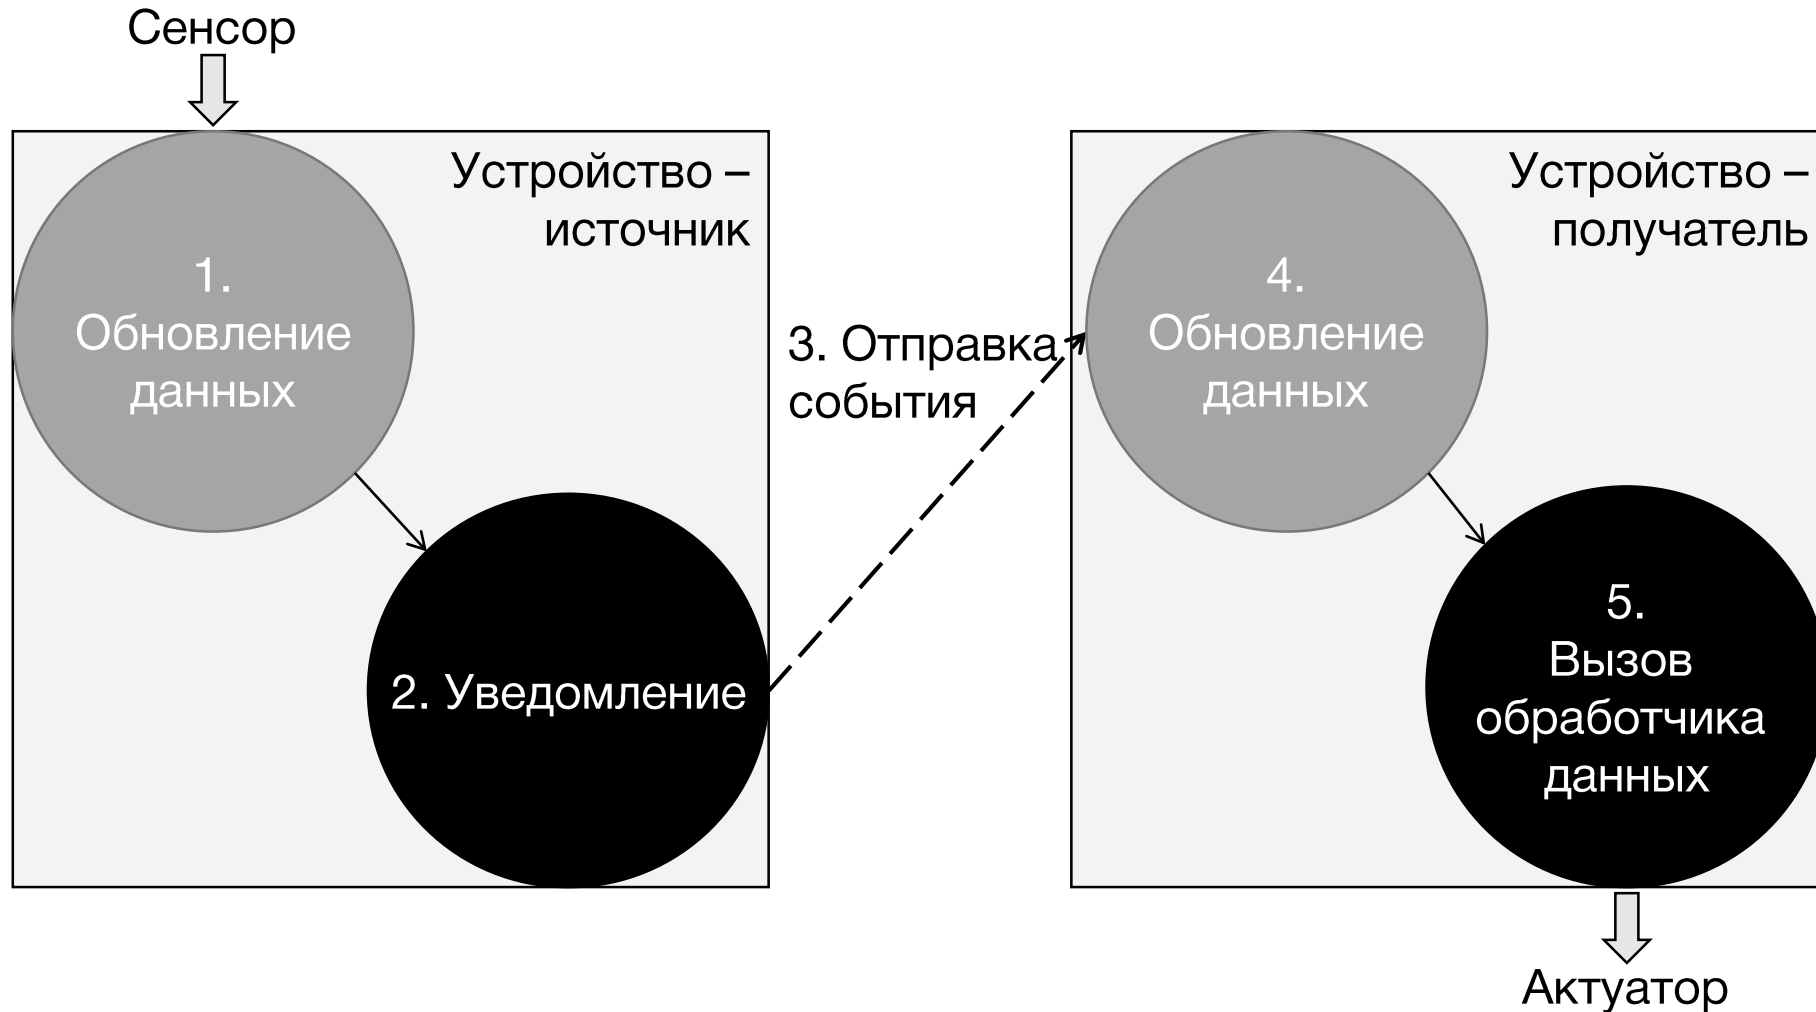 Сенсор
Устройство –
источник
1.
Обновление
данных
2. Уведомление
3. Отправка
события
Устройство –
получатель
4.
Обновление
данных
5.
Вызов
обработчика
данных
Актуатор